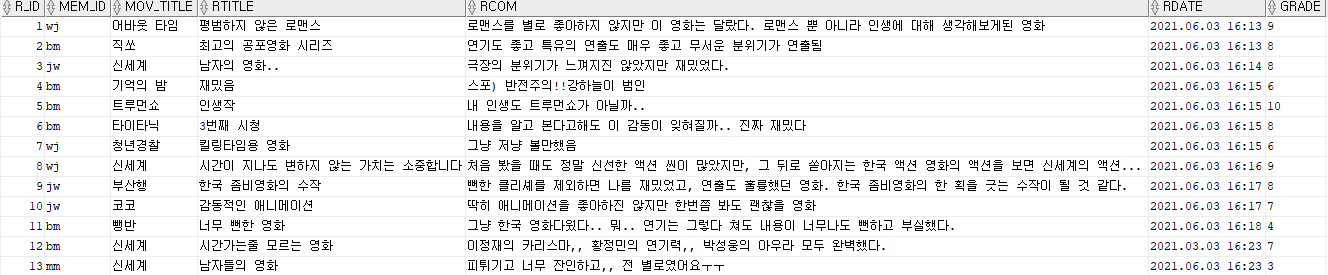 R_ID MEM_ID MOV_TITLE RTITLE RCOM RDATE GRADE
1 wj 어바웃 타임 평범하지 않은 로맨스 로맨스를 별로 좋아하지 않지만 이 영화는 달랐다. 로맨스 뿐 아니라 인생에 대해 생각해보게된 영화 2021.06.03 16:13 9
2 bm 직쏘 최고의 공포영화 시리즈 연기도 좋고 특유의 연출도 매우 좋고 무서운 분위기가 연출됨 2021.06.03 16:13 8
3 jw 신세계 남자의 영화.. 극장의 분위기가 느껴지진 않았지만 재밌었다. 2021.06.03 16:14 8
4 bm 기억의 밤 재밌음 스포) 반전주의!!강하늘이 범인 2021.06.03 16:15 6
5 bm 트루먼쇼 인생작 내 인생도 트루먼쇼가 아닐까.. 2021.06.03 16:15 10
6 bm 타이타닉 3번째 시청 내용을 알고 본다고해도 이 감동이 잊혀질까.. 진짜 재밌다 2021.06.03 16:15 8
7 wj 청년경찰 킬링타임용 영화 그냥 저냥 볼만했음 2021.06.03 16:15 6
8 wj 신세계 시간이 지나도 변하지 않는 가치는 소중합니다 처음 봤을 때도 정말 신선한 액션 씬이 많았지만, 그 뒤로 쏟아지는 한국 액션 영화의 액션을 보면 신세계의 액션... 2021.06.03 16:16 9
9 jw 부산행 한국 좀비영화의 수작 뻔한 클리셰를 제외하면 나름 재밌었고, 연출도 훌륭했던 영화. 한국 좀비영화의 한 획을 긋는 수작이 될 것 같다. 2021.06.03 16:17 8
10 jw 코코 감동적인 애니메이션 딱히 애니메이션을 좋아하진 않지만 한번쯤 봐도 괜찮을 영화 2021.06.03 16:17 7
11 bm 뺑반 너무 뻔한 영화 그냥 한국 영화다웠다.. 뭐.. 연기는 그렇다 쳐도 내용이 너무나도 뻔하고 부실했다. 2021.06.03 16:18 4
12 bm 신세계 시간가는줄 모르는 영화 이정재의 카리스마,, 황정민의 연기력,, 박성웅의 아우라 모두 완벽했다. 2021.03.03 16:23 7
13 mm 신세계 남자들의 영화 피튀기고 너무 잔인하고,, 전 별로였어요ㅜㅜ 2021.06.03 16:23 3